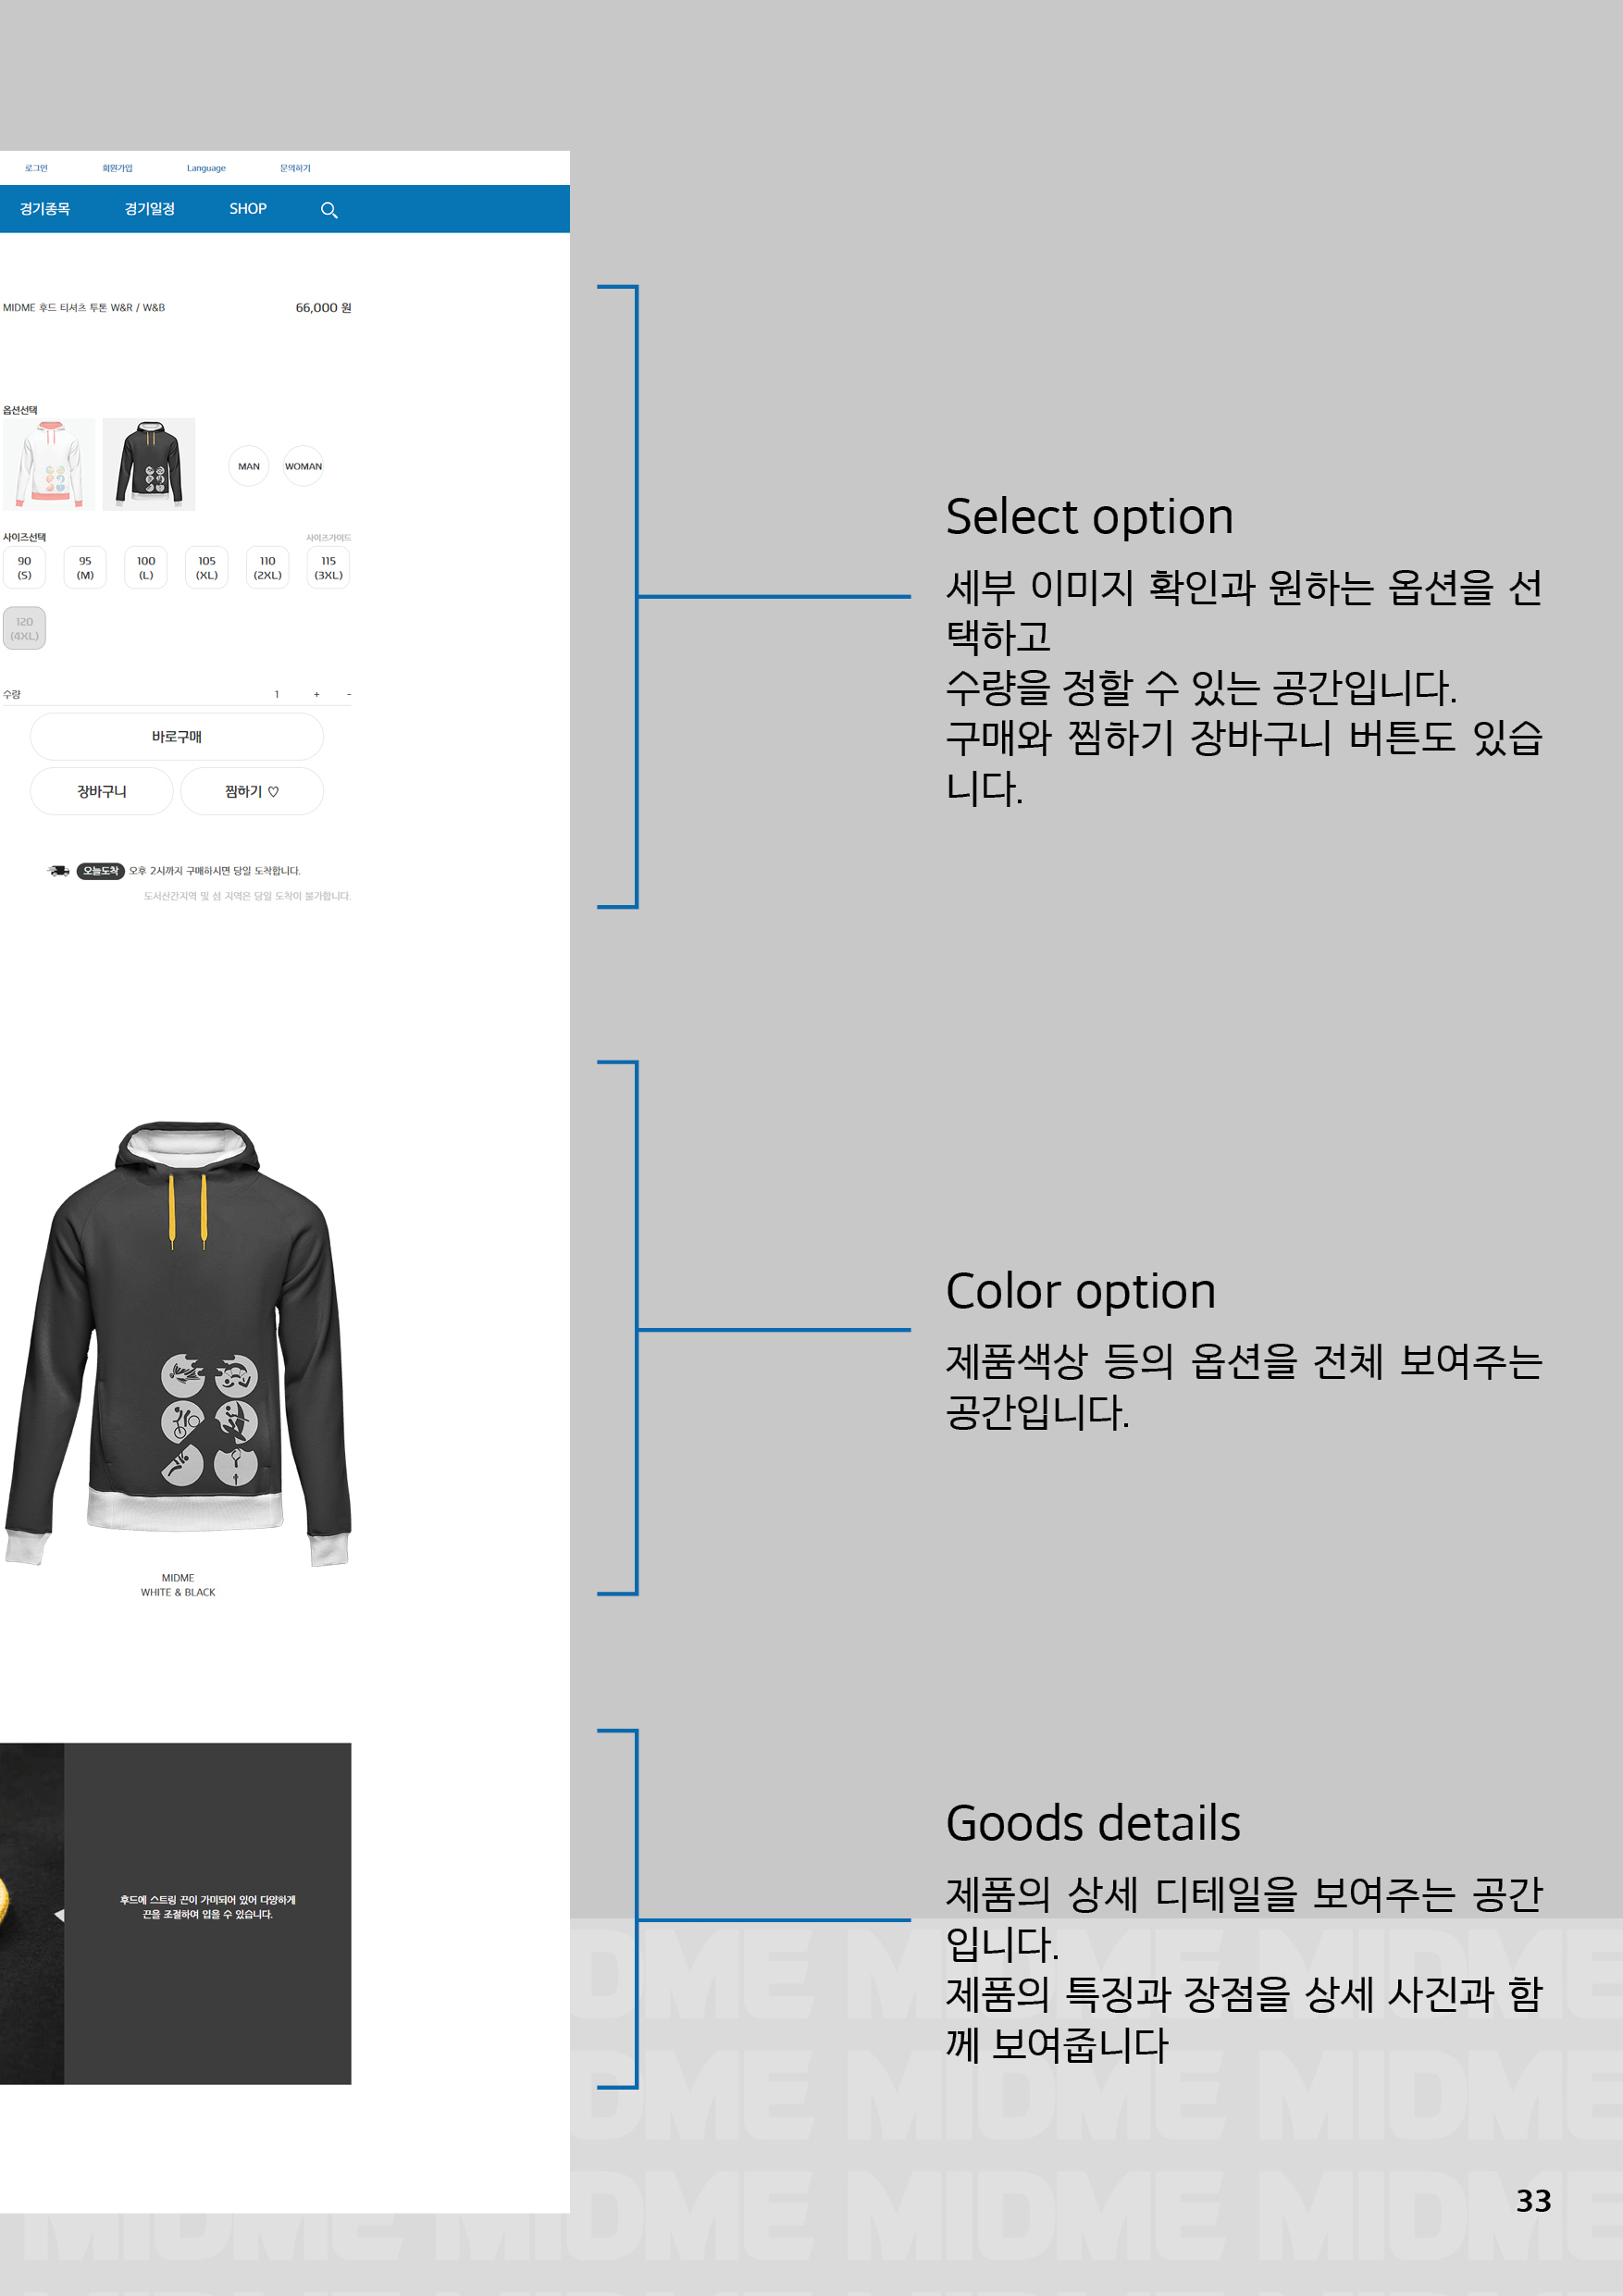 로그인 회원가입 Language 문의하기
경기종목 경기일정 SHOP
MIDME 후드 티셔츠 투톤 W&R / W&B 66,000 원
옵션선택
MAN WOMAN
사이즈선택 사이즈가이드
90 95 100 105 110 115
(S) (M) (L) (XL) (2XL) (3XL)
120
(4XL)
수량 1 + -
바로구매
장바구니 찜하기 ♡
오늘도착 오후 2시까지 구매하시면 당일 도착합니다.
도서산간지역 및 섬 지역은 당일 도착이 불가합니다.
Select option
세부 이미지 확인과 원하는 옵션을 선
택하고
수량을 정할 수 있는 공간입니다.
구매와 찜하기 장바구니 버튼도 있습
니다.
MIDME
WHITE & BLACK
Color option
제품색상 등의 옵션을 전체 보여주는
공간입니다.
후드에 스트링 끈이 가미되어 있어 다양하게
끈을 조절하여 입을 수 있습니다.
Goods details
제품의 상세 디테일을 보여주는 공간
입니다.
제품의 특징과 장점을 상세 사진과 함
께 보여줍니다
MIDME MIDME MIDME
MIDME MIDME MIDME
MIDME MIDME MIDME MIDME
33